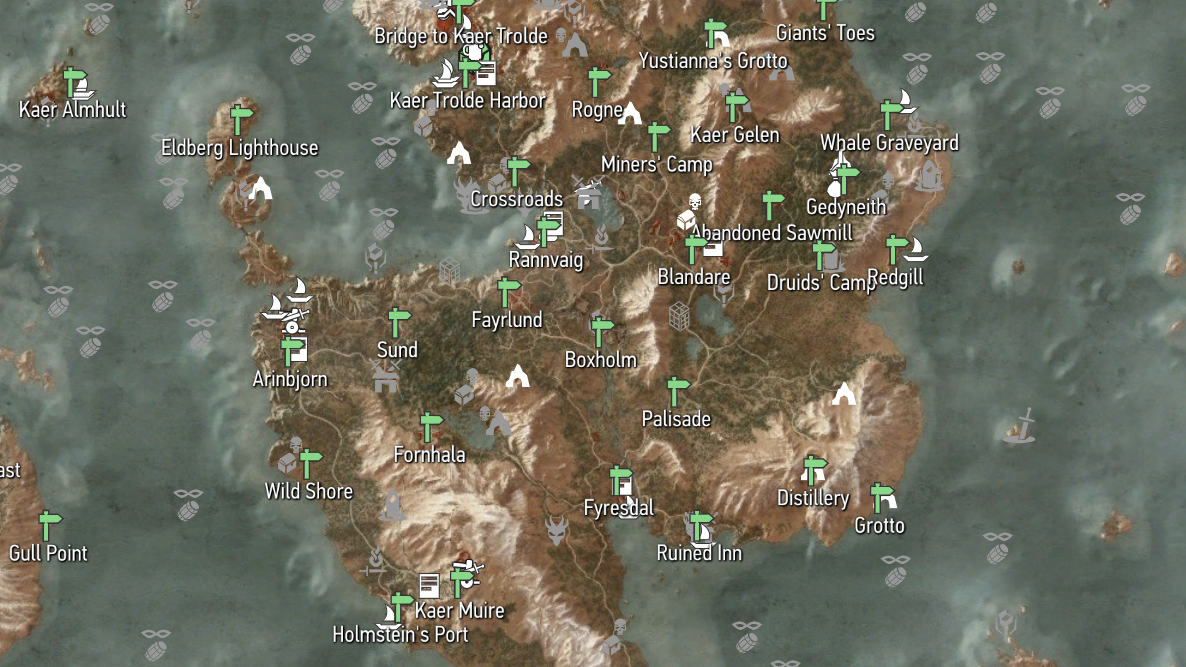 Giants' Toes
Bridge to Kaer Trolde
Yustianna's Grotto
Kaer Trolde Harbor
Kaer Almhult
Rogne
Kaer Gelen
Whale Graveyard
Eldberg Lighthouse
Miners' Camp
Crossroads
Gedyneith
Abandoned Sawmill
Rannvaig
Blandare
Druids' Camp
Redgill
Fayrlund
Sund
Boxholm
Arinbjorn
Palisade
Fornhala
ast
Wild Shore
Distillery
Fyresdal
Grotto
Gull Point
Ruined Inn
Kaer Muire
Holmstein's Port